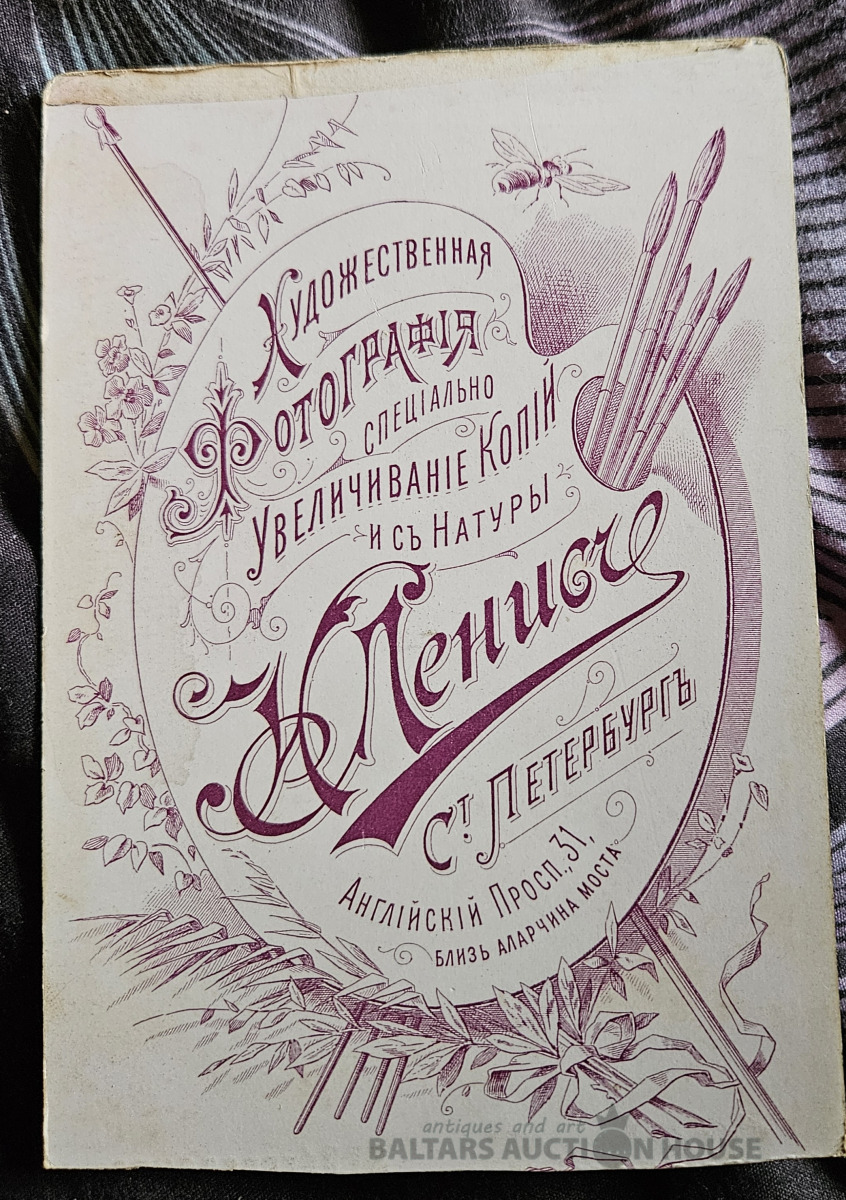 Художественная
Фотографія
спеціально
Увеличиваніе Копій
и съ Натуры
Ленисъ
Ст Петербургъ
Англійскій Просп., 31,
близь Аларчина моста
antiques and art
BALTARS AUCTION HOUSE